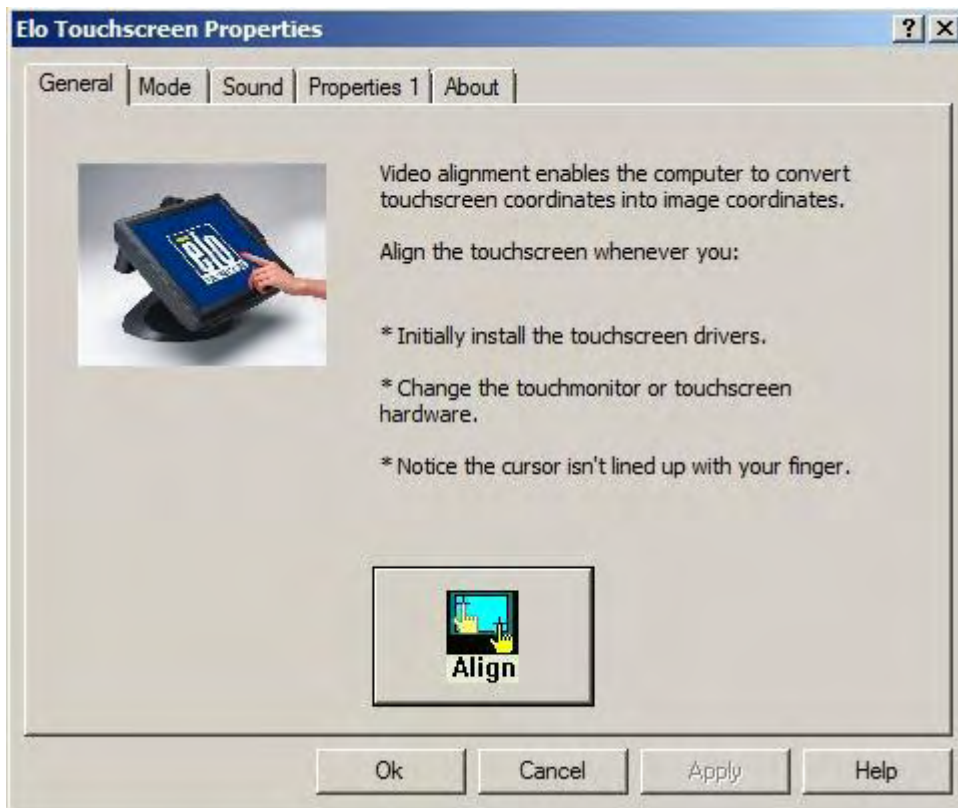 Elo Touchscreen Properties
General Mode Sound Properties 1 About
Video alignment enables the computer to convert
touchscreen coordinates into image coordinates.
Align the touchscreen whenever you:
* Initially install the touchscreen drivers.
* Change the touchmonitor or touchscreen
hardware.
* Notice the cursor isn't lined up with your finger.
elo
Align
Ok Cancel Apply Help